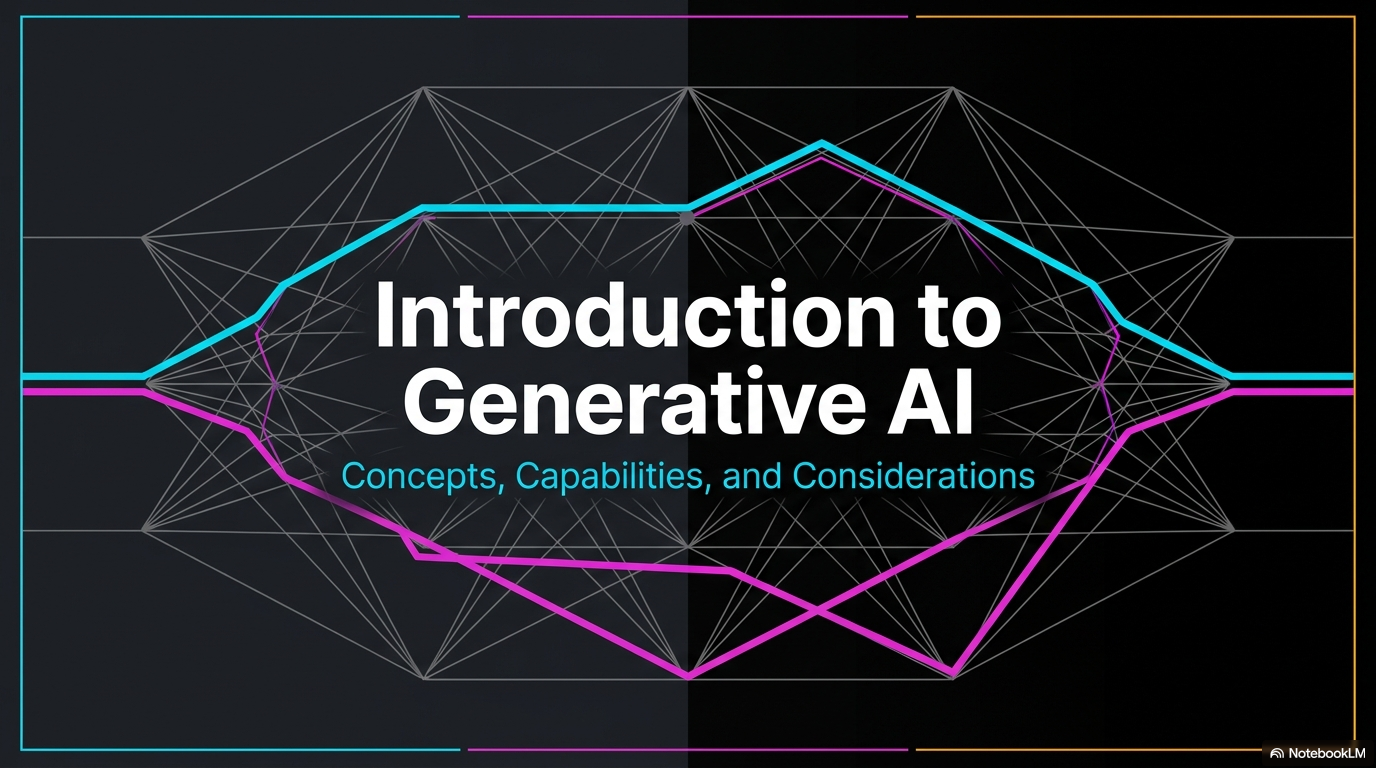 Introduction to
Generative AI
Concepts, Capabilities, and Considerations
NotebookLM